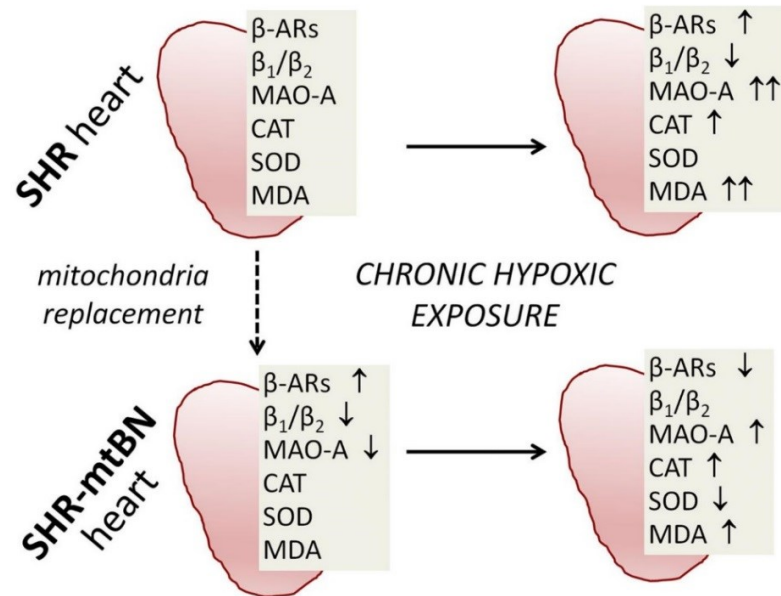 SHR heart
β-ARs
β₁/β₂
MAO-A
CAT
SOD
MDA
β-ARs ↑
β₁/β₂ ↓
MAO-A ↑↑
CAT ↑
SOD
MDA ↑↑
mitochondria
replacement
CHRONIC HYPOXIC
EXPOSURE
SHR-mtBN
heart
β-ARs ↑
β₁/β₂ ↓
MAO-A ↓
CAT
SOD
MDA
β-ARs ↓
β₁/β₂
MAO-A ↑
CAT ↑
SOD ↓
MDA ↑